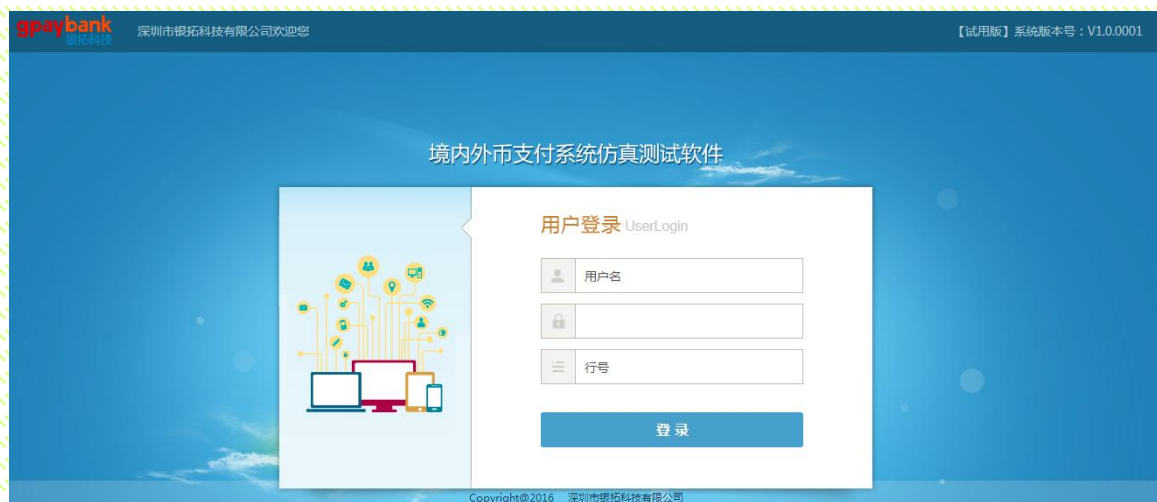 gpaybank
银拓科技
深圳市银拓科技有限公司欢迎您
【试用版】系统版本号：V1.0.0001
境内外币支付系统仿真测试软件
用户登录 UserLogin
用户名
行号
登 录
Copyright@2016 深圳市银拓科技有限公司